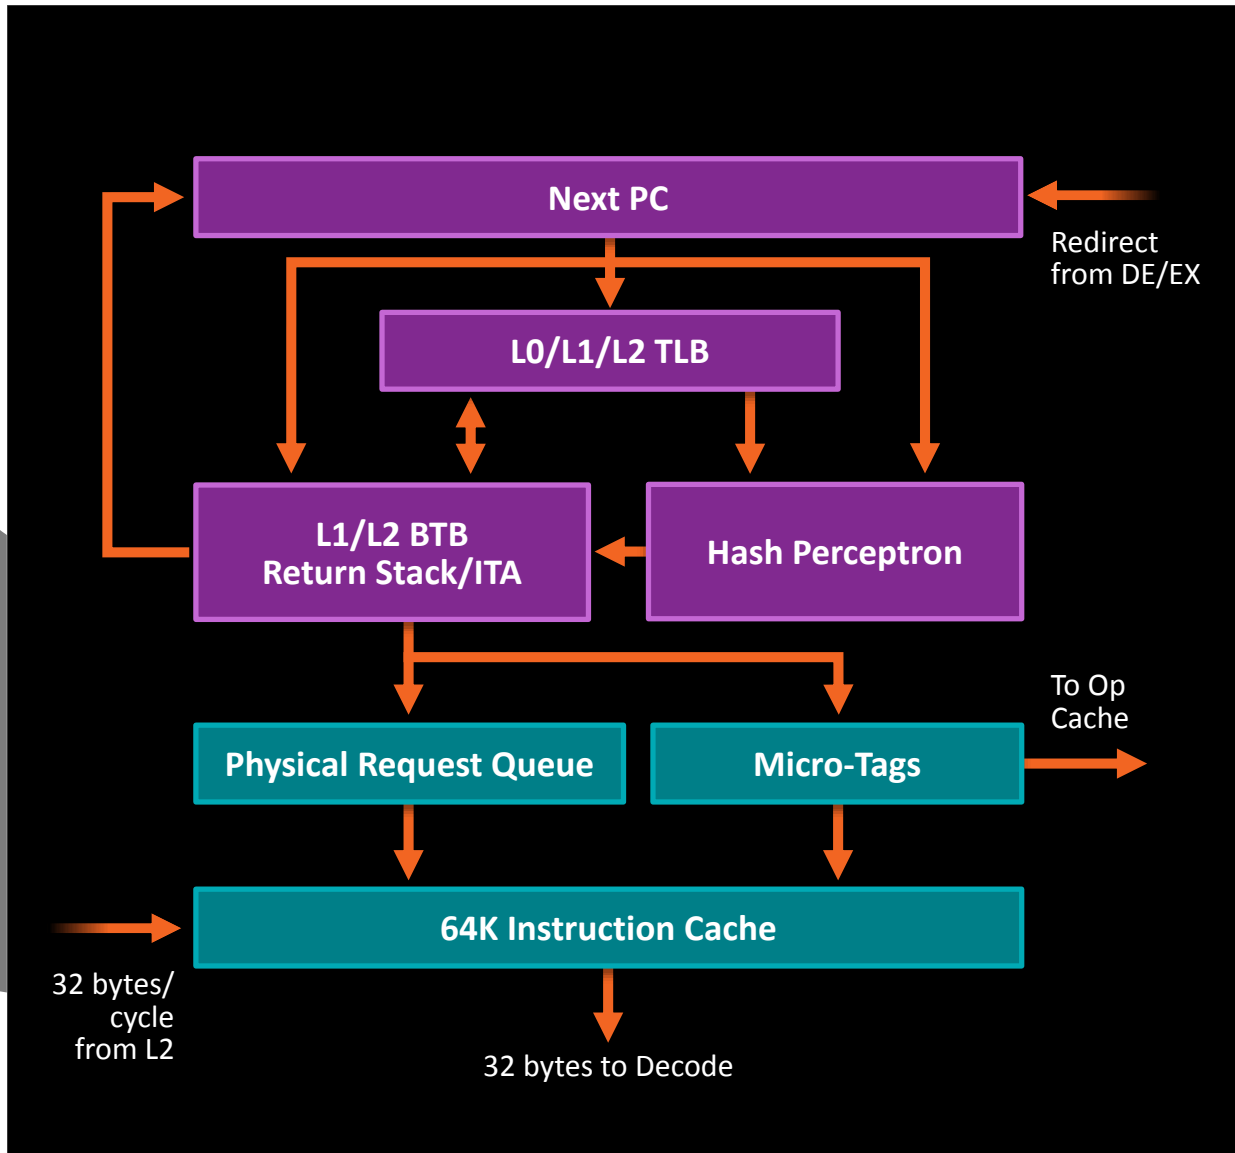 Next PC
Redirect
from DE/EX
L0/L1/L2 TLB
L1/L2 BTB
Return Stack/ITA
Hash Perceptron
To Op
Cache
Physical Request Queue
Micro-Tags
64K Instruction Cache
32 bytes/
cycle
from L2
32 bytes to Decode